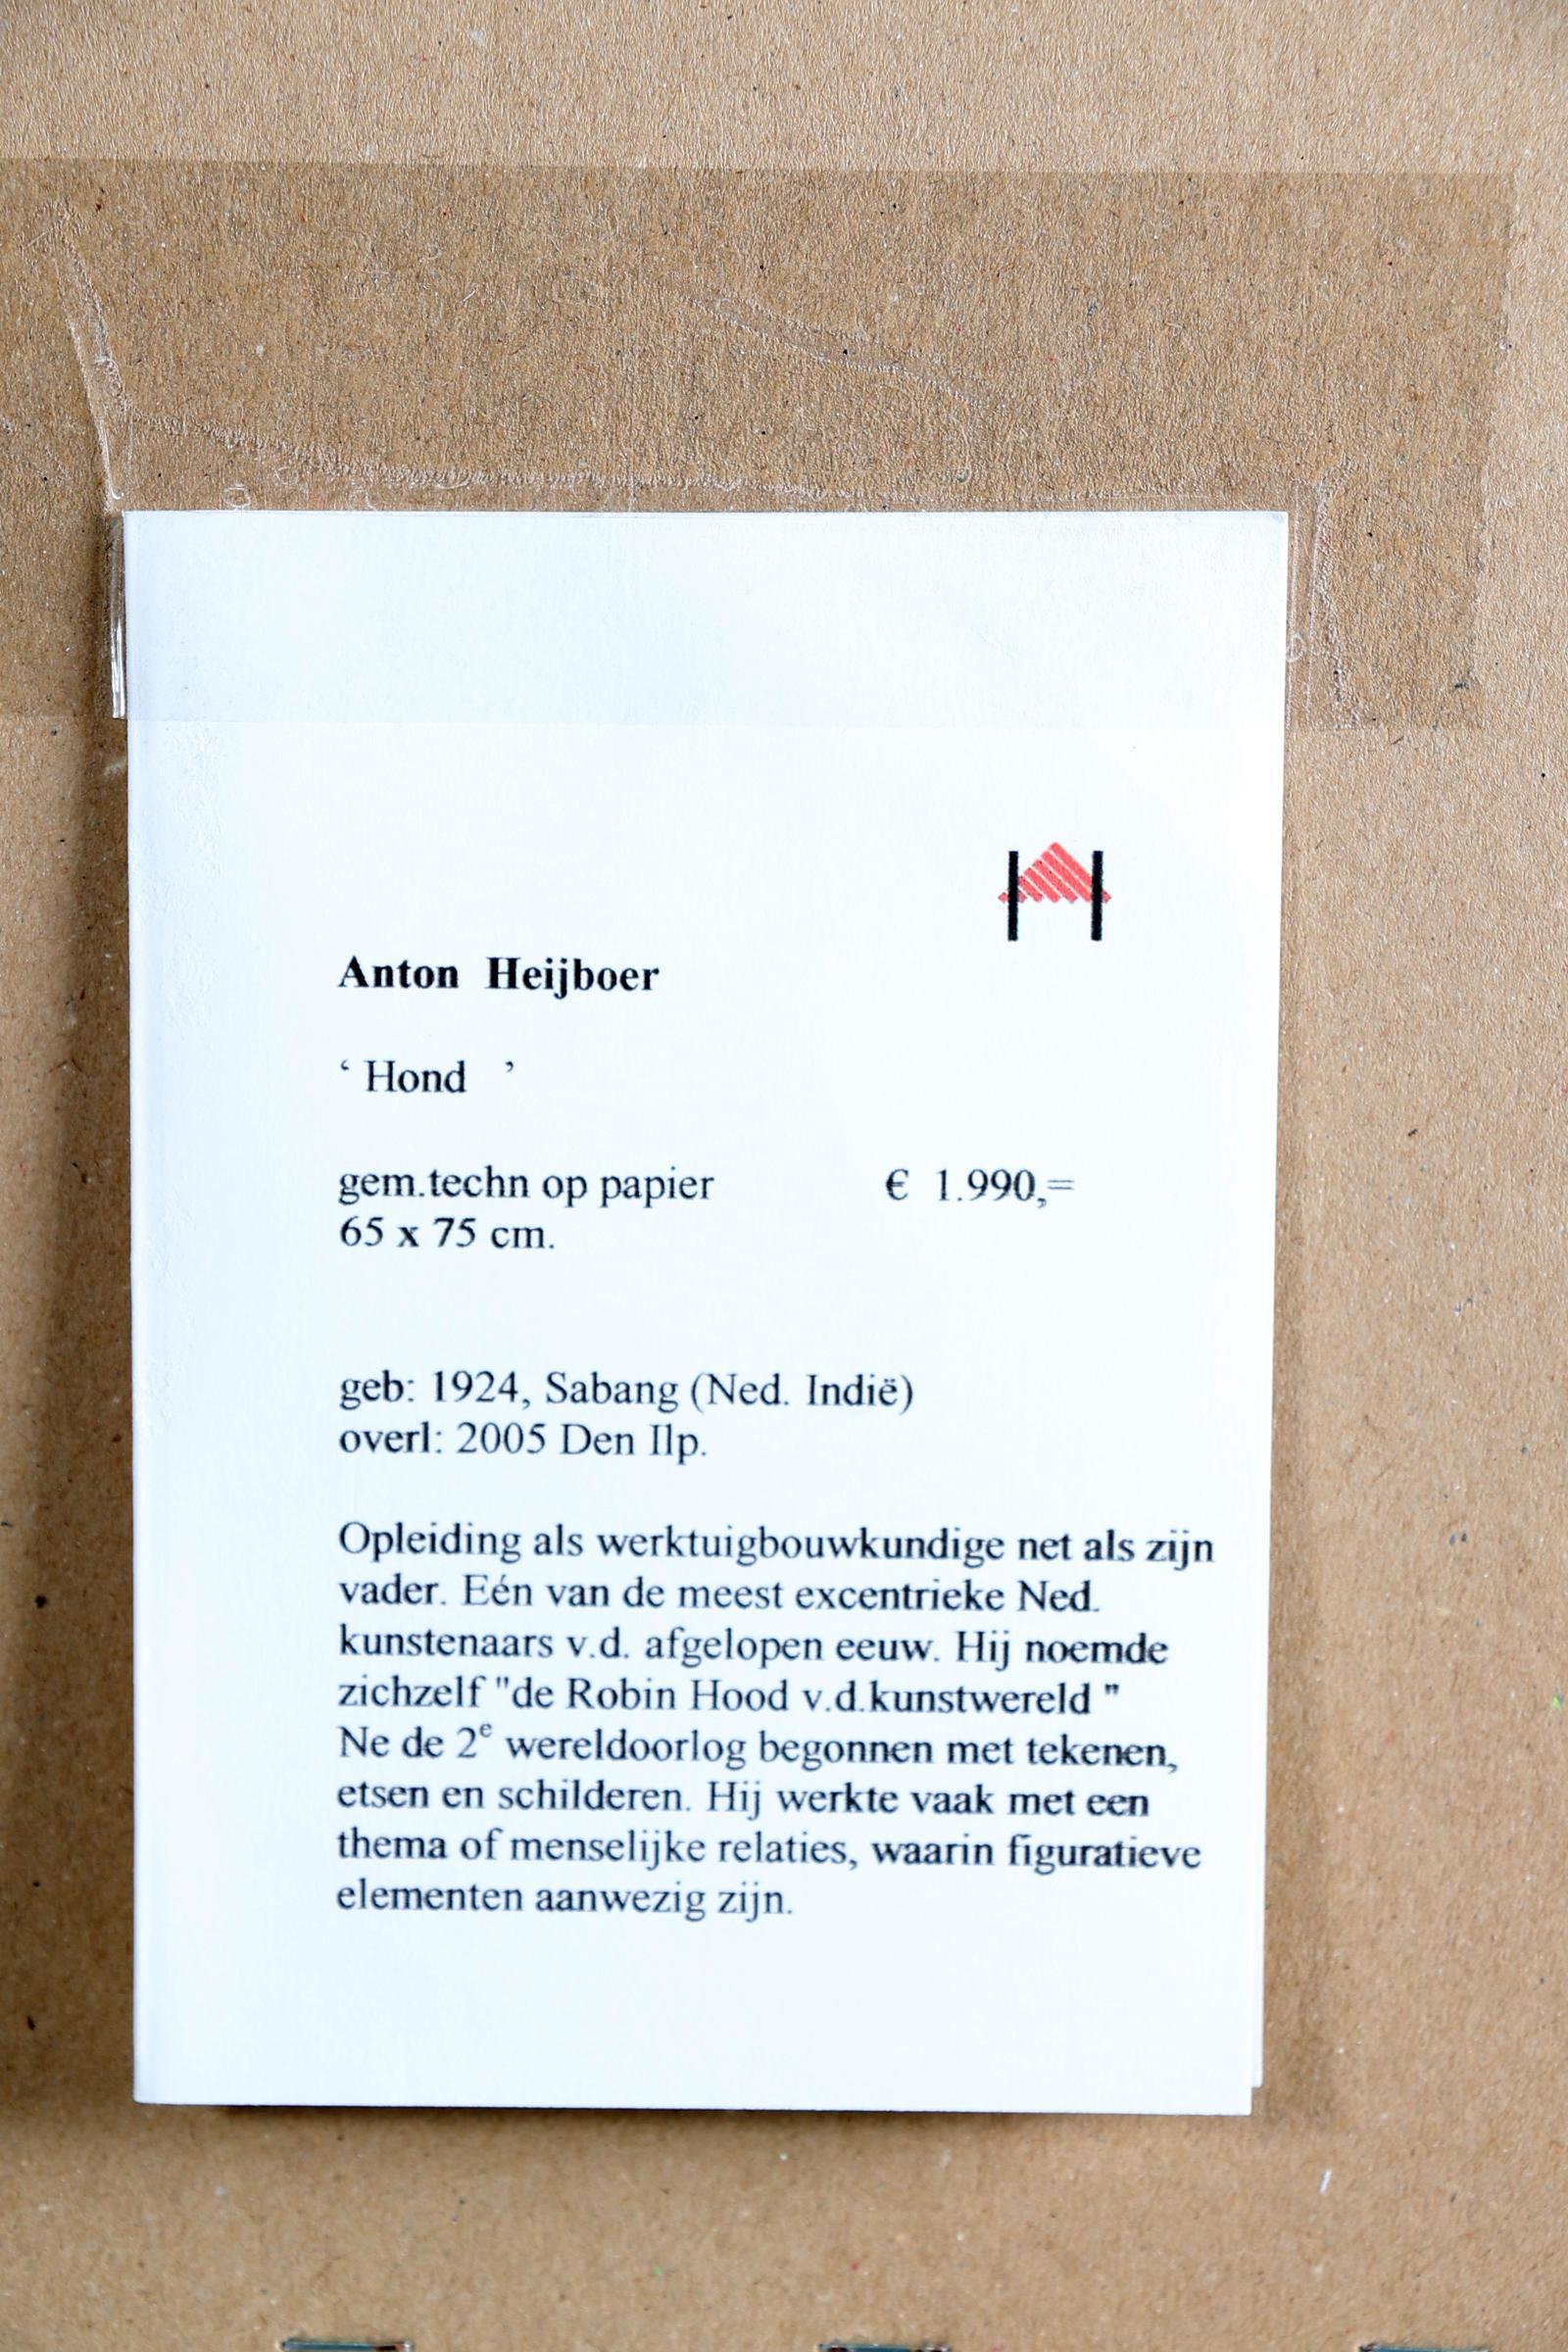 Anton Heijboer
‘ Hond ’
gem.techn op papier € 1.990,=
65 x 75 cm.
geb: 1924, Sabang (Ned. Indië)
overl: 2005 Den Ilp.
Opleiding als werktuigbouwkundige net als zijn
vader. Eén van de meest excentrieke Ned.
kunstenaars v.d. afgelopen eeuw. Hij noemde
zichzelf "de Robin Hood v.d.kunstwereld "
Ne de 2e wereldoorlog begonnen met tekenen,
etsen en schilderen. Hij werkte vaak met een
thema of menselijke relaties, waarin figuratieve
elementen aanwezig zijn.